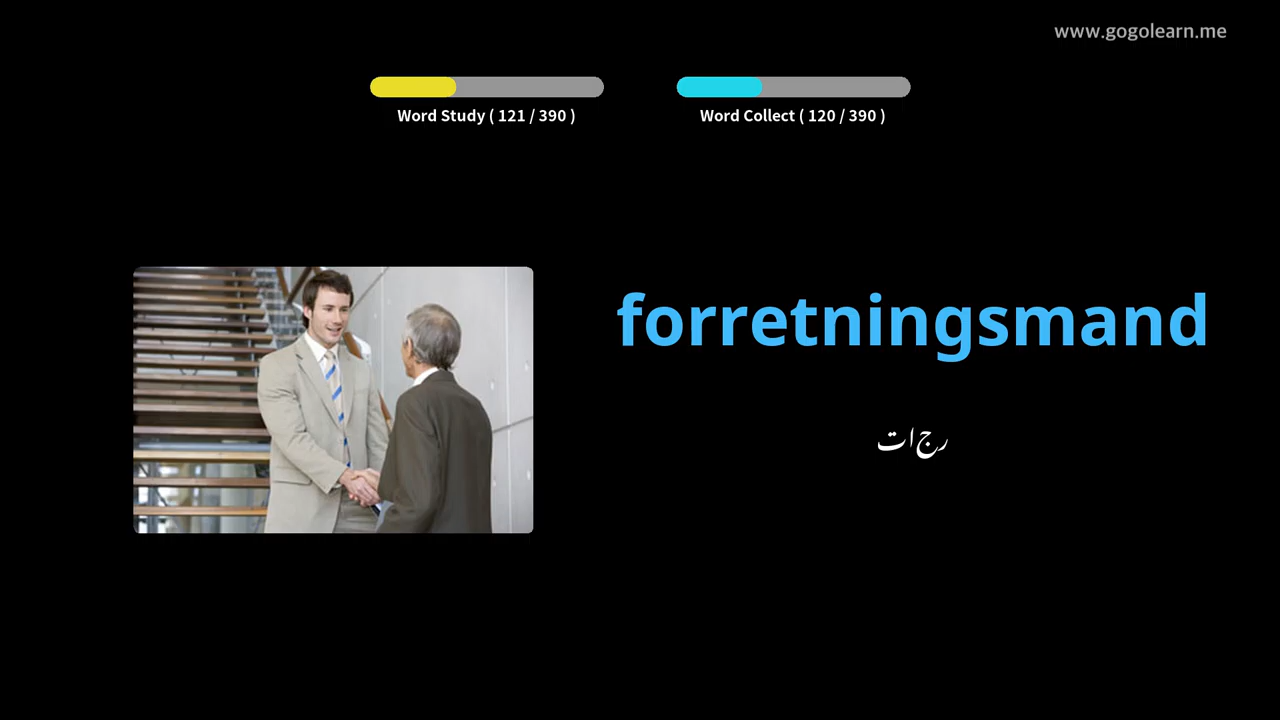 www.gogolearn.me
Word Study ( 121 / 390 )
Word Collect ( 120 / 390 )
forretningsmand
رجات